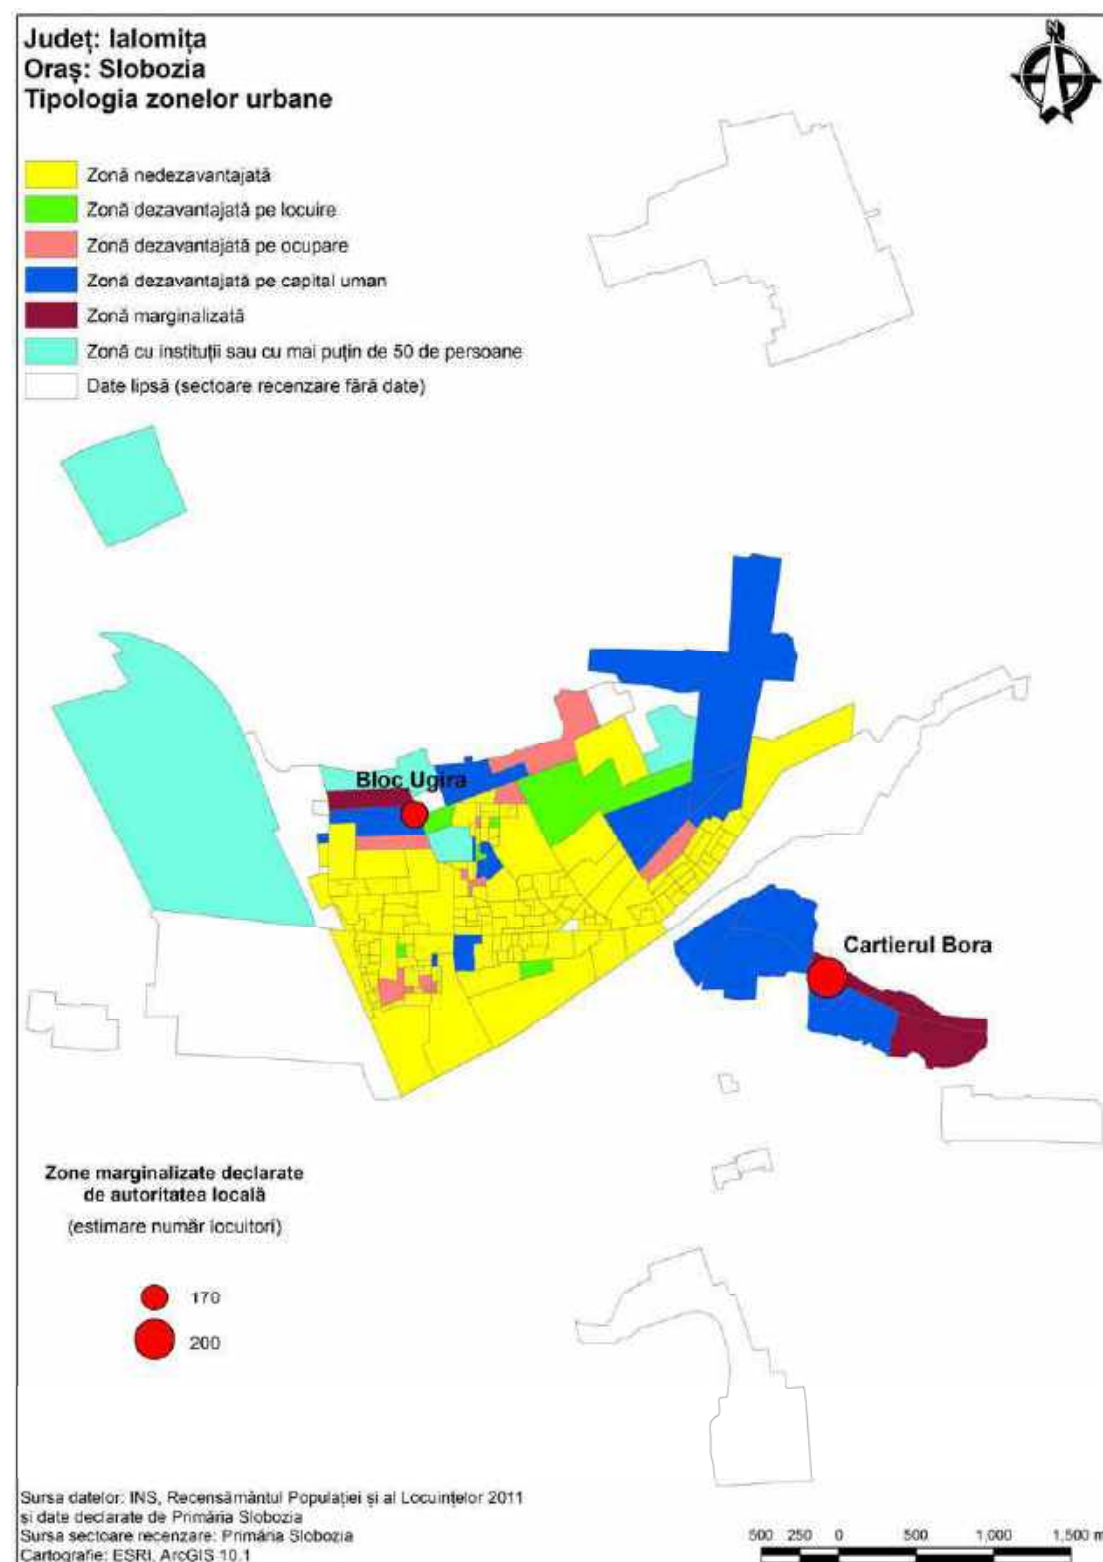 Județ: Ialomița
Oraș: Slobozia
Tipologia zonelor urbane
N
Zonă nedezavantajată
Zonă dezavantajată pe locuire
Zonă dezavantajată pe ocupare
Zonă dezavantajată pe capital uman
Zonă marginalizată
Zonă cu instituții sau cu mai puțin de 50 de persoane
Date lipsă (sectoare recenzare fără date)
Bloc Ugira
Cartierul Bora
Zone marginalizate declarate
de autoritatea locală
(estimare număr locuitori)
170
200
Sursa datelor: INS, Recensământul Populației și al Locuințelor 2011
și date declarate de Primăria Slobozia
Sursa sectoare recenzare: Primăria Slobozia
Cartografie: ESRI, ArcGIS 10.1
500 250 0 500 1,000 1,500 m